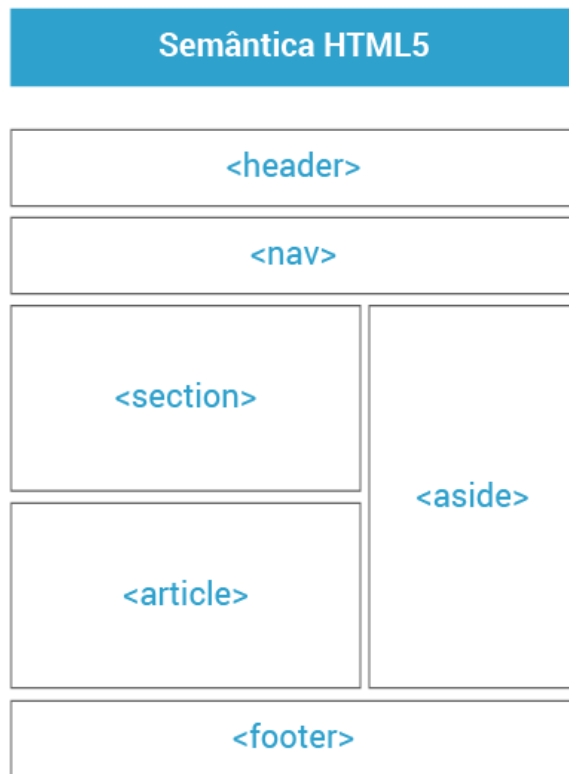 Semântica HTML5
<header>
<nav>
<section>
<aside>
<article>
<footer>